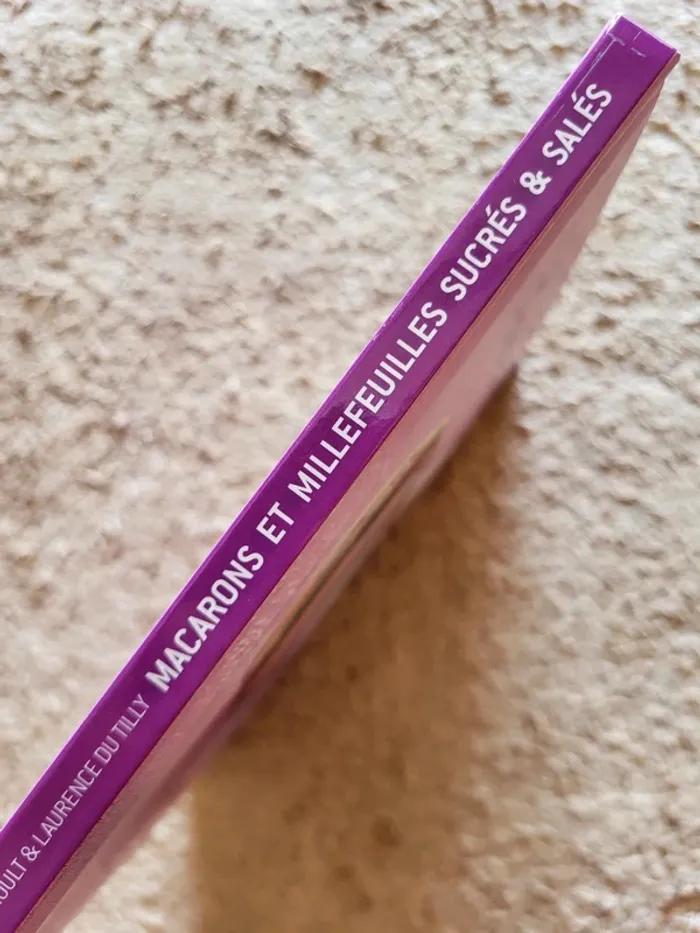 & LAURENCE DU TILLY MACARONS ET MILLEFEUILLES SUCRÉS & SALÉS